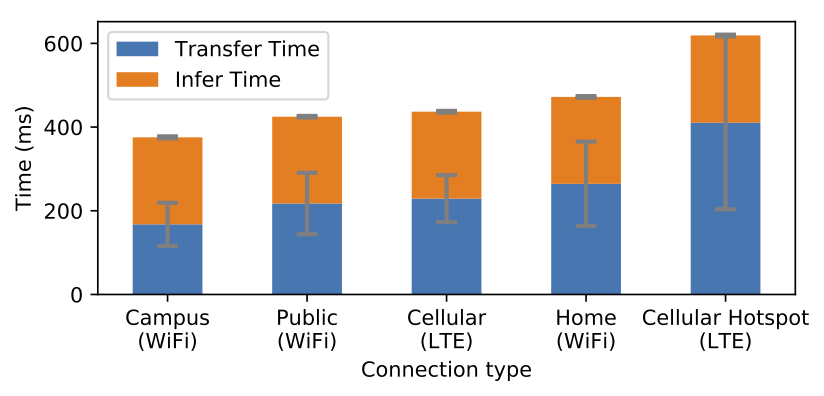 Transfer Time
Infer Time
Time (ms)
600
400
200
0
Campus
(WiFi)
Public
(WiFi)
Cellular
(LTE)
Home
(WiFi)
Cellular Hotspot
(LTE)
Connection type